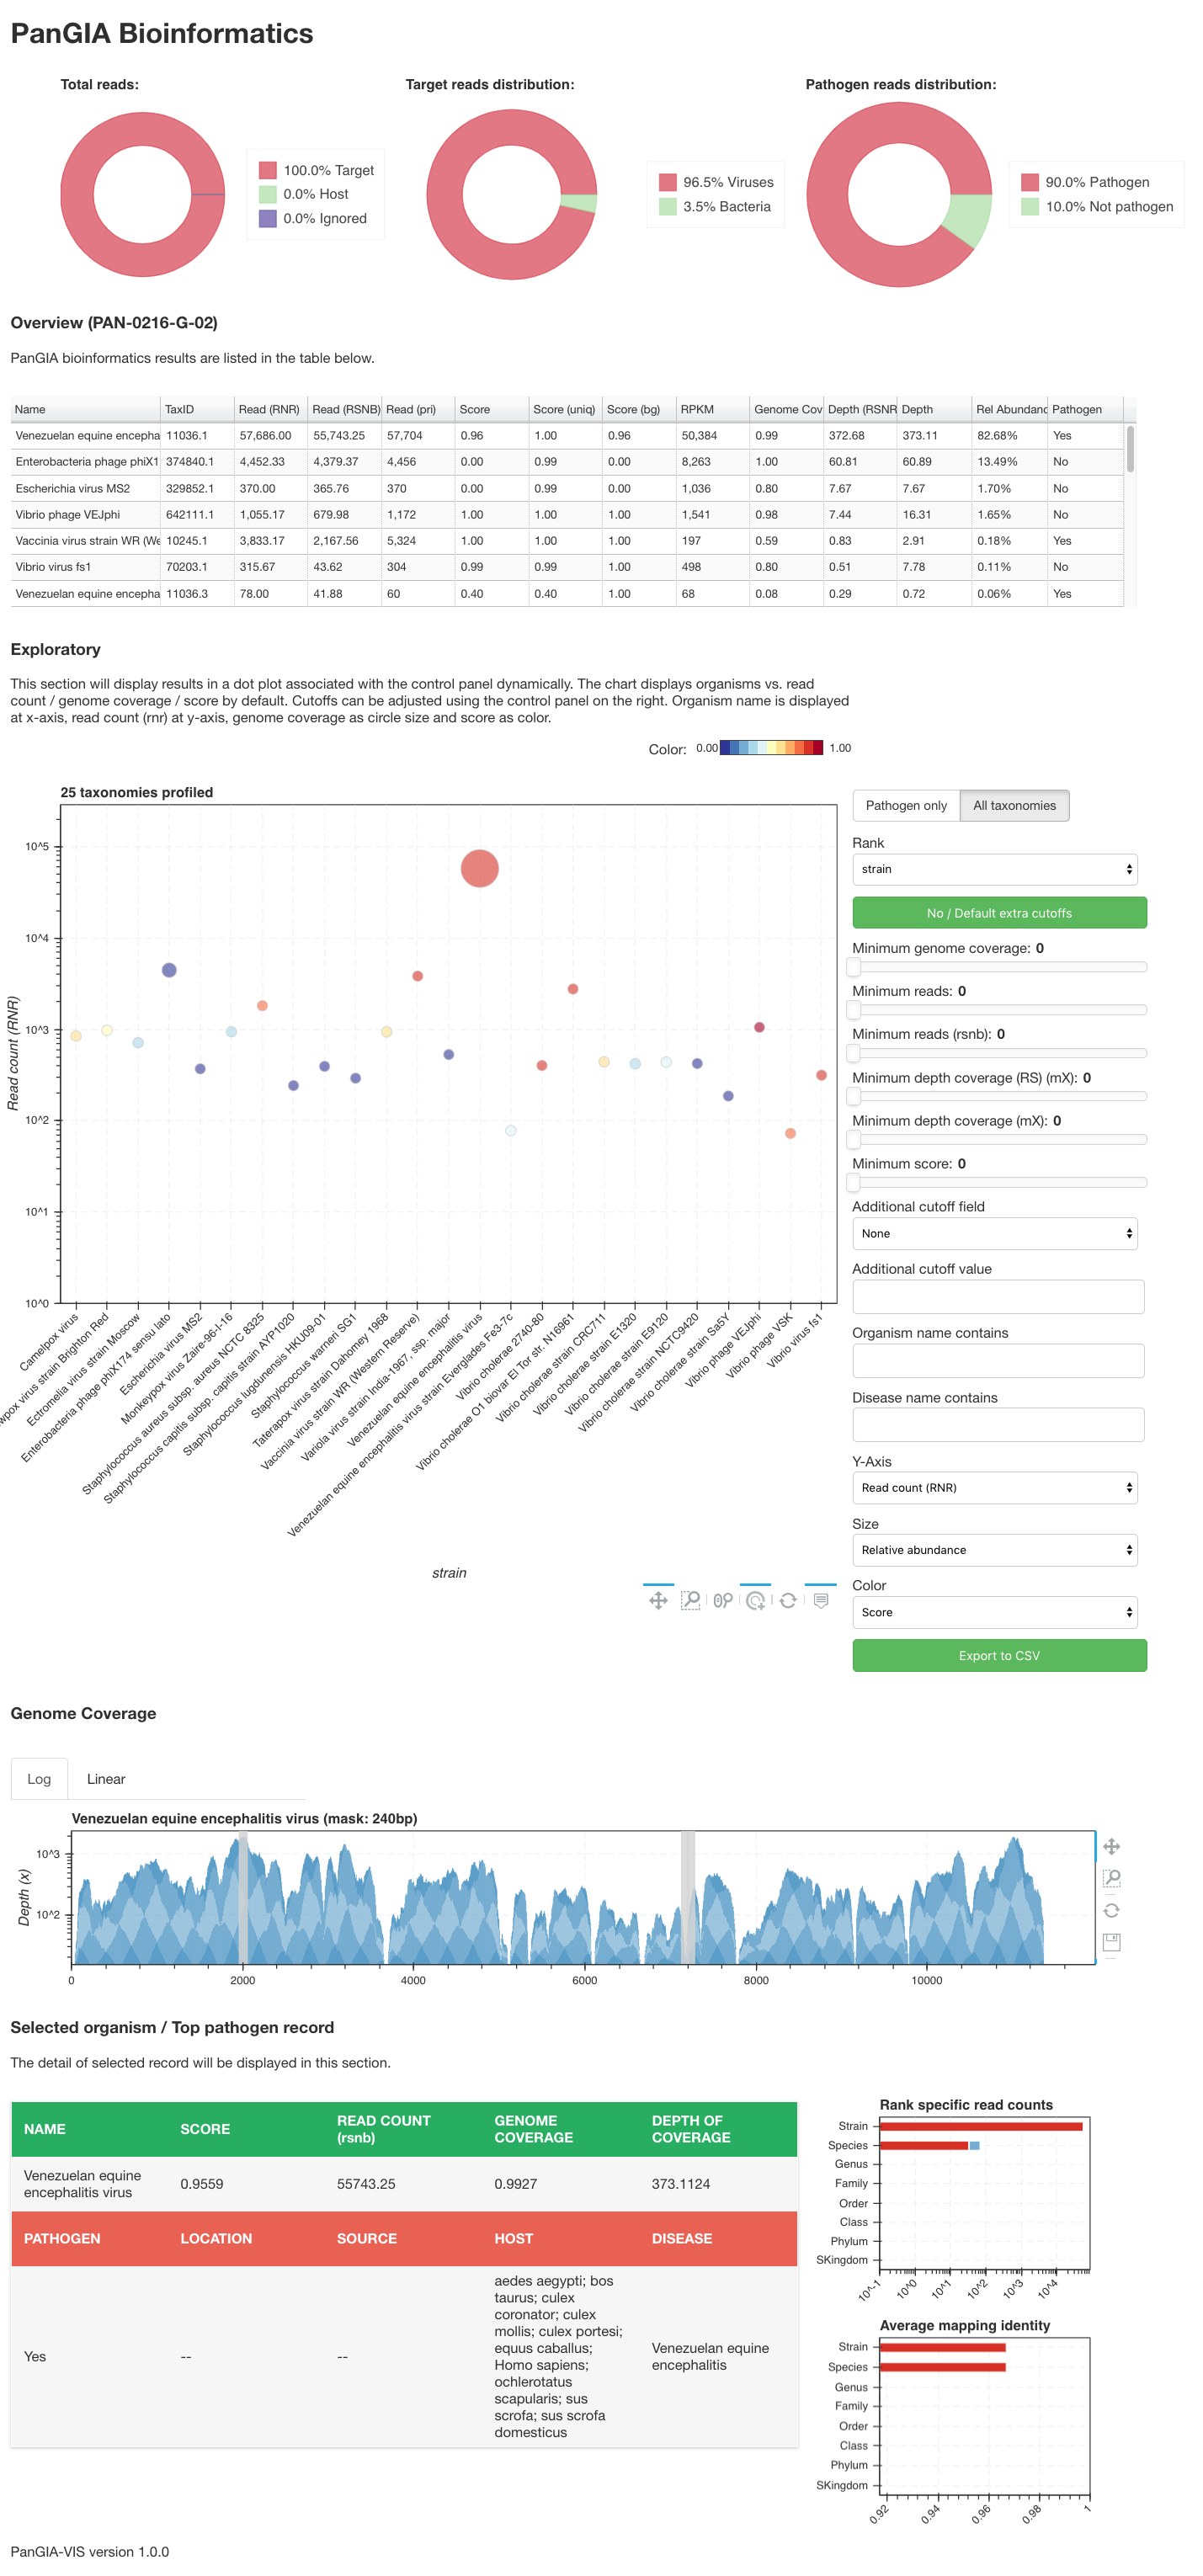 PanGIA Bioinformatics
Total reads:
100.0% Target
0.0% Host
0.0% Ignored
Target reads distribution:
96.5% Viruses
3.5% Bacteria
Pathogen reads distribution:
90.0% Pathogen
10.0% Not pathogen
Overview (PAN-0216-G-02)
PanGIA bioinformatics results are listed in the table below.
Name TaxID Read (RNR) Read (RSNB) Read (pri) Score Score (uniq) Score (bg) RPKM Genome Cov Depth (RSNR Depth Rel Abundanc Pathogen
Venezuelan equine encepha 11036.1 57,686.00 55,743.25 57,704 0.96 1.00 0.96 50,384 0.99 372.68 373.11 82.68% Yes
Enterobacteria phage phiX1 374840.1 4,452.33 4,379.37 4,456 0.00 0.99 0.00 8,263 1.00 60.81 60.89 13.49% No
Escherichia virus MS2 329852.1 370.00 365.76 370 0.00 0.99 0.00 1,036 0.80 7.67 7.67 1.70% No
Vibrio phage VEJphi 642111.1 1,055.17 679.98 1,172 1.00 1.00 1.00 1,541 0.98 7.44 16.31 1.65% No
Vaccinia virus strain WR (We 10245.1 3,833.17 2,167.56 5,324 1.00 1.00 1.00 197 0.59 0.83 2.91 0.18% Yes
Vibrio virus fs1 70203.1 315.67 43.62 304 0.99 0.99 1.00 498 0.80 0.51 7.78 0.11% No
Venezuelan equine encepha 11036.3 78.00 41.88 60 0.40 0.40 1.00 68 0.08 0.29 0.72 0.06% Yes
Exploratory
This section will display results in a dot plot associated with the control panel dynamically. The chart displays organisms vs. read
count / genome coverage / score by default. Cutoffs can be adjusted using the control panel on the right. Organism name is displayed
at x-axis, read count (rnr) at y-axis, genome coverage as circle size and score as color.
Color: 0.00 1.00
25 taxonomies profiled
Read count (RNR)
10^5
10^4
10^3
10^2
10^1
10^0
Camelpox virus
wpox virus strain Brighton Red
Ectromelia virus strain Moscow
Enterobacteria phage phiX174 sensu lato
Escherichia virus MS2
Monkeypox virus Zaire-96-I-16
Staphylococcus aureus subsp. aureus NCTC 8325
Staphylococcus capitis subsp. capitis strain AYP1020
Staphylococcus lugdunensis HKU09-01
Staphylococcus warneri SG1
Taterapox virus strain Dahomey 1968
Vaccinia virus strain WR (Western Reserve)
Variola virus strain India-1967, ssp. major
Venezuelan equine encephalitis virus
Venezuelan equine encephalitis virus strain Everglades Fe3-7c
Vibrio cholerae 2740-80
Vibrio cholerae O1 biovar El Tor str. N16961
Vibrio cholerae strain CRC711
Vibrio cholerae strain E1320
Vibrio cholerae strain E9120
Vibrio cholerae strain NCTC9420
Vibrio cholerae strain Sa5Y
Vibrio phage VEJphi
Vibrio phage VSK
Vibrio virus fs1
strain
Pathogen only All taxonomies
Rank
strain
No / Default extra cutoffs
Minimum genome coverage: 0
Minimum reads: 0
Minimum reads (rsnb): 0
Minimum depth coverage (RS) (mX): 0
Minimum depth coverage (mX): 0
Minimum score: 0
Additional cutoff field
None
Additional cutoff value
Organism name contains
Disease name contains
Y-Axis
Read count (RNR)
Size
Relative abundance
Color
Score
Export to CSV
Genome Coverage
Log Linear
Venezuelan equine encephalitis virus (mask: 240bp)
Depth (x)
10^3
10^2
0 2000 4000 6000 8000 10000
Selected organism / Top pathogen record
The detail of selected record will be displayed in this section.
NAME SCORE READ COUNT (rsnb) GENOME COVERAGE DEPTH OF COVERAGE
Venezuelan equine encephalitis virus 0.9559 55743.25 0.9927 373.1124
PATHOGEN LOCATION SOURCE HOST DISEASE
Yes -- --
aedes aegypti; bos
taurus; culex
coronator; culex
mollis; culex portesi;
equus caballus;
Homo sapiens;
ochlerotatus
scapularis; sus
scrofa; sus scrofa
domesticus
Venezuelan equine
encephalitis
Rank specific read counts
Strain
Species
Genus
Family
Order
Class
Phylum
SKingdom
10^-1 10^0 10^1 10^2 10^3 10^4
Average mapping identity
Strain
Species
Genus
Family
Order
Class
Phylum
SKingdom
0.92 0.94 0.96 0.98 1
PanGIA-VIS version 1.0.0